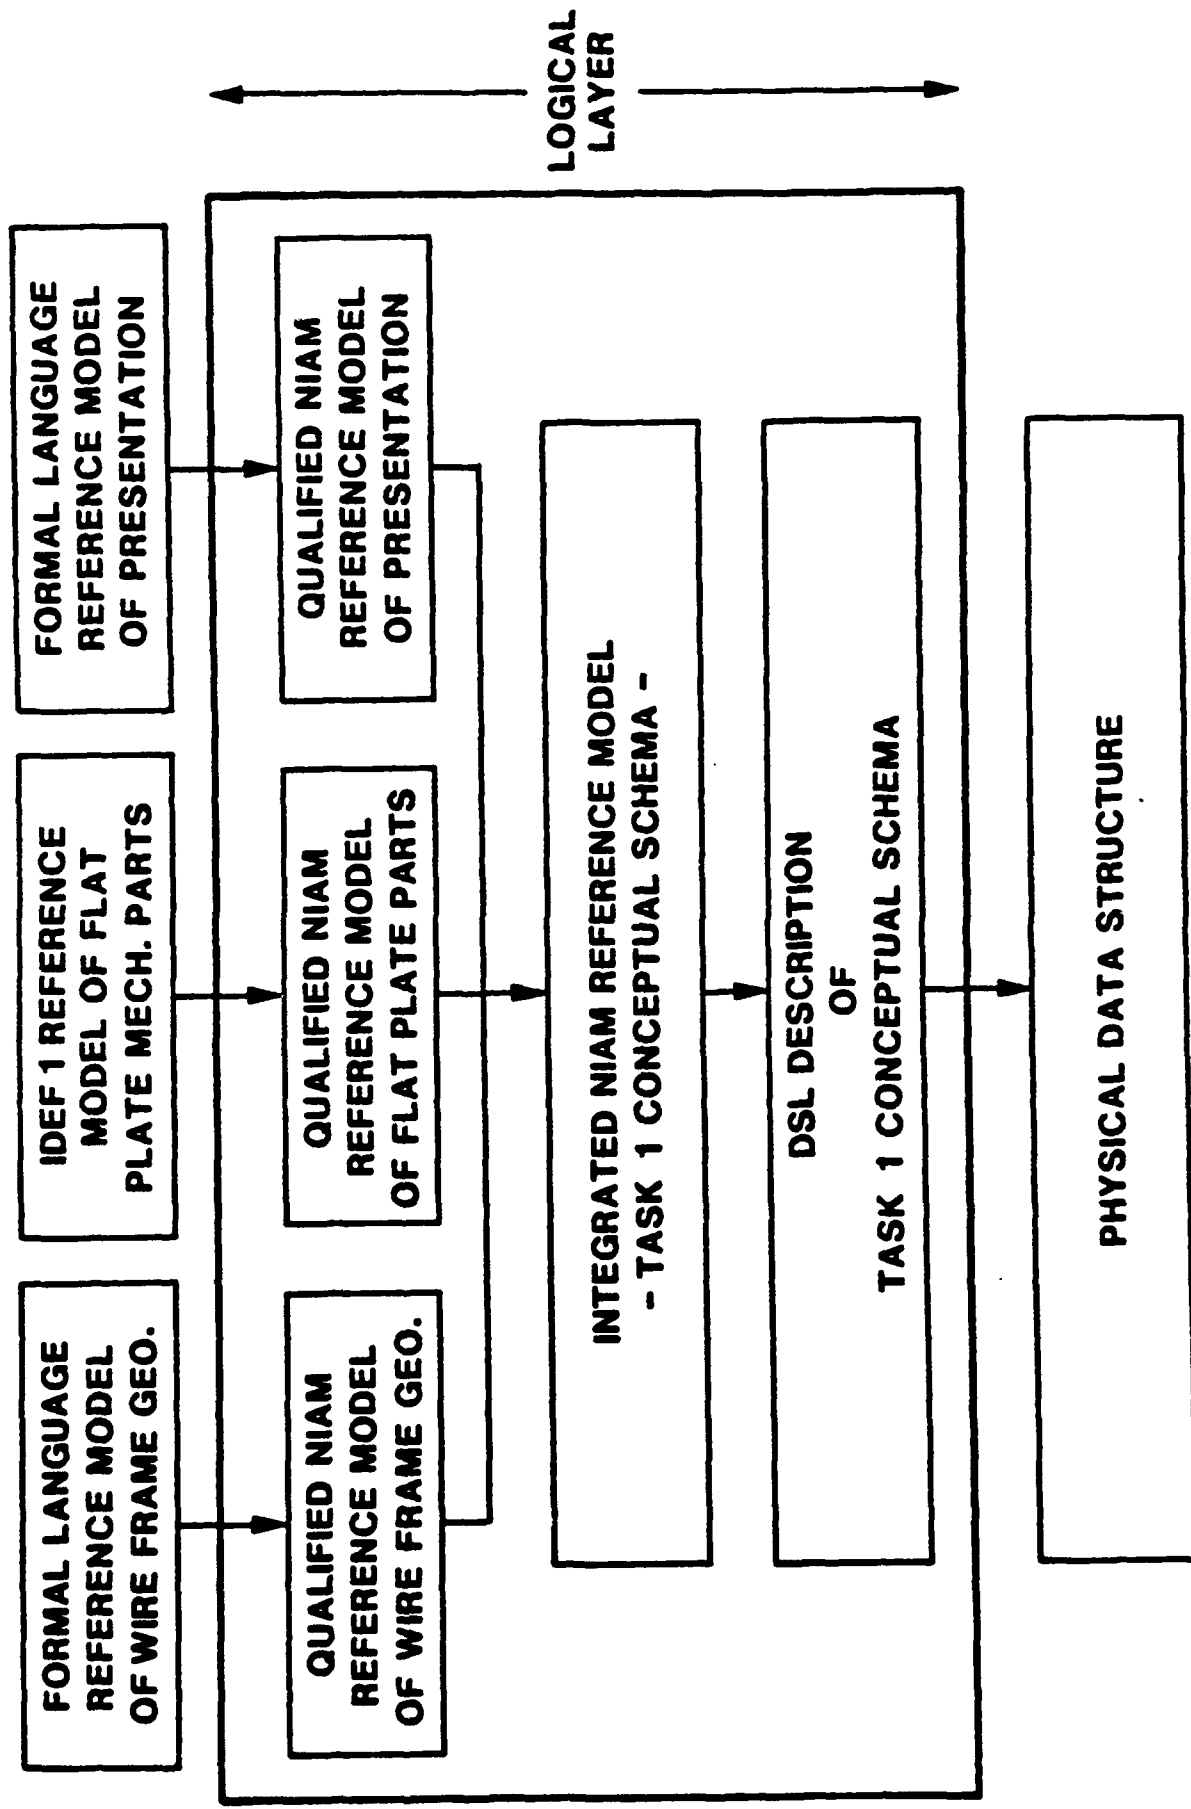 FORMAL LANGUAGE
REFERENCE MODEL
OF WIRE FRAME GEO.
IDEF 1 REFERENCE
MODEL OF FLAT
PLATE MECH. PARTS
FORMAL LANGUAGE
REFERENCE MODEL
OF PRESENTATION
QUALIFIED NIAM
REFERENCE MODEL
OF WIRE FRAME GEO.
QUALIFIED NIAM
REFERENCE MODEL
OF FLAT PLATE PARTS
QUALIFIED NIAM
REFERENCE MODEL
OF PRESENTATION
INTEGRATED NIAM REFERENCE MODEL
- TASK 1 CONCEPTUAL SCHEMA -
DSL DESCRIPTION
OF
TASK 1 CONCEPTUAL SCHEMA
PHYSICAL DATA STRUCTURE
LOGICAL
LAYER